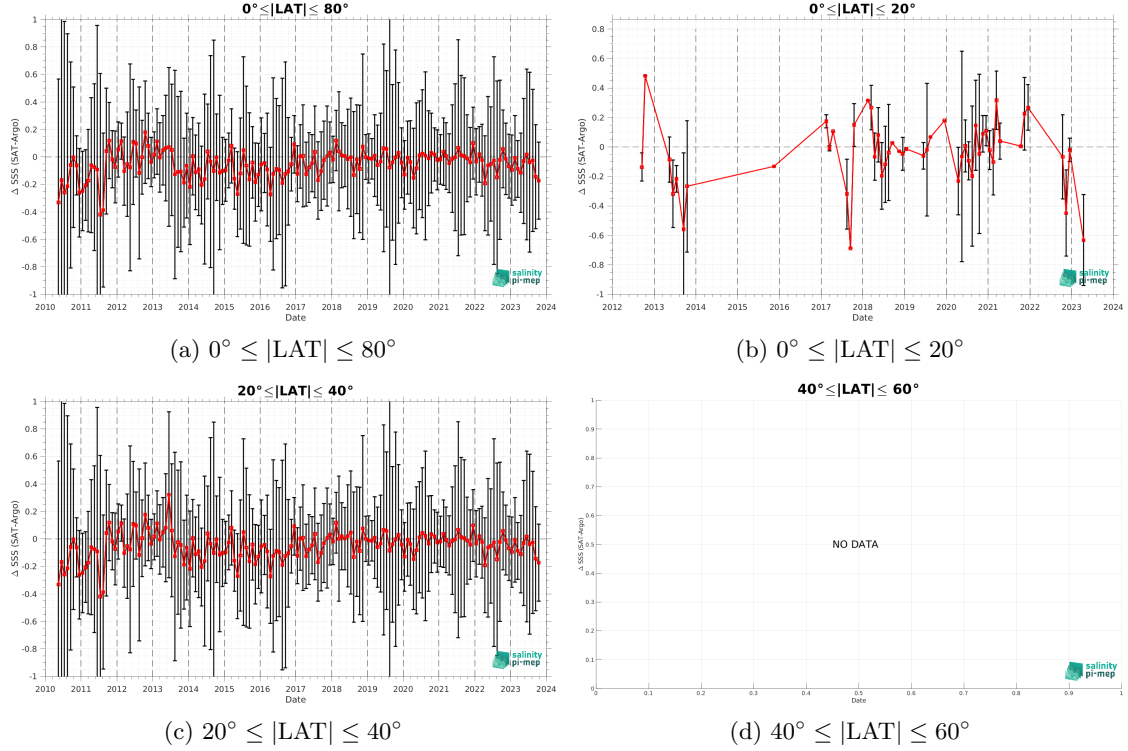 0°≤|LAT|≤ 80°
Δ SSS (SAT-Argo)
1
0.8
0.6
0.4
0.2
0
-0.2
-0.4
-0.6
-0.8
-1
2010 2011 2012 2013 2014 2015 2016 2017 2018 2019 2020 2021 2022 2023 2024
Date
salinity
pi-mep
(a) 0° ≤ |LAT| ≤ 80°
0°≤|LAT|≤ 20°
Δ SSS (SAT-Argo)
0.8
0.6
0.4
0.2
0
-0.2
-0.4
-0.6
-0.8
-1
2012 2013 2014 2015 2016 2017 2018 2019 2020 2021 2022 2023 2024
Date
salinity
pi-mep
(b) 0° ≤ |LAT| ≤ 20°
20°≤|LAT|≤ 40°
Δ SSS (SAT-Argo)
1
0.8
0.6
0.4
0.2
0
-0.2
-0.4
-0.6
-0.8
-1
2010 2011 2012 2013 2014 2015 2016 2017 2018 2019 2020 2021 2022 2023 2024
Date
salinity
pi-mep
(c) 20° ≤ |LAT| ≤ 40°
40°≤|LAT|≤ 60°
Δ SSS (SAT-Argo)
1
0.9
0.8
0.7
0.6
0.5
0.4
0.3
0.2
0.1
0
NO DATA
0 0.1 0.2 0.3 0.4 0.5 0.6 0.7 0.8 0.9 1
Date
salinity
pi-mep
(d) 40° ≤ |LAT| ≤ 60°